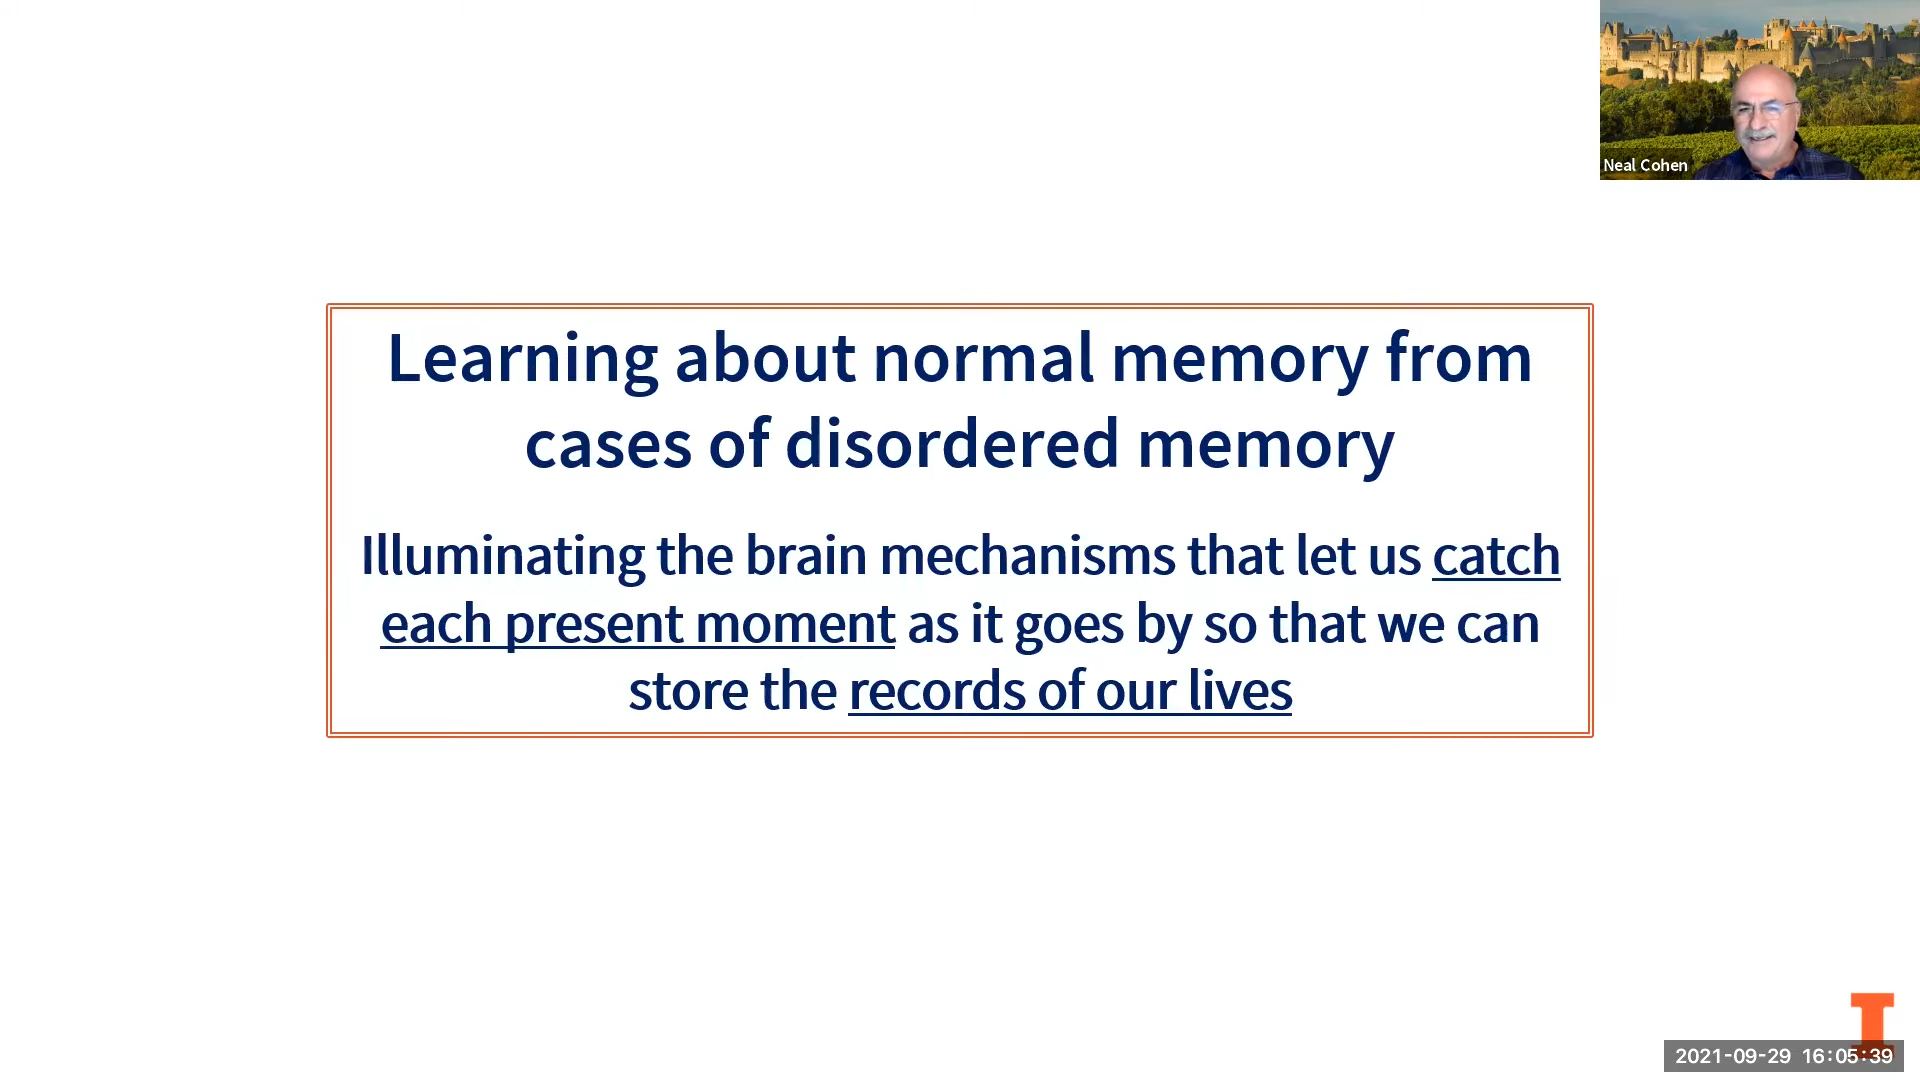 Neal Cohen
Learning about normal memory from
cases of disordered memory
Illuminating the brain mechanisms that let us catch
each present moment as it goes by so that we can
store the records of our lives
I
2021-09-29 16:05:39